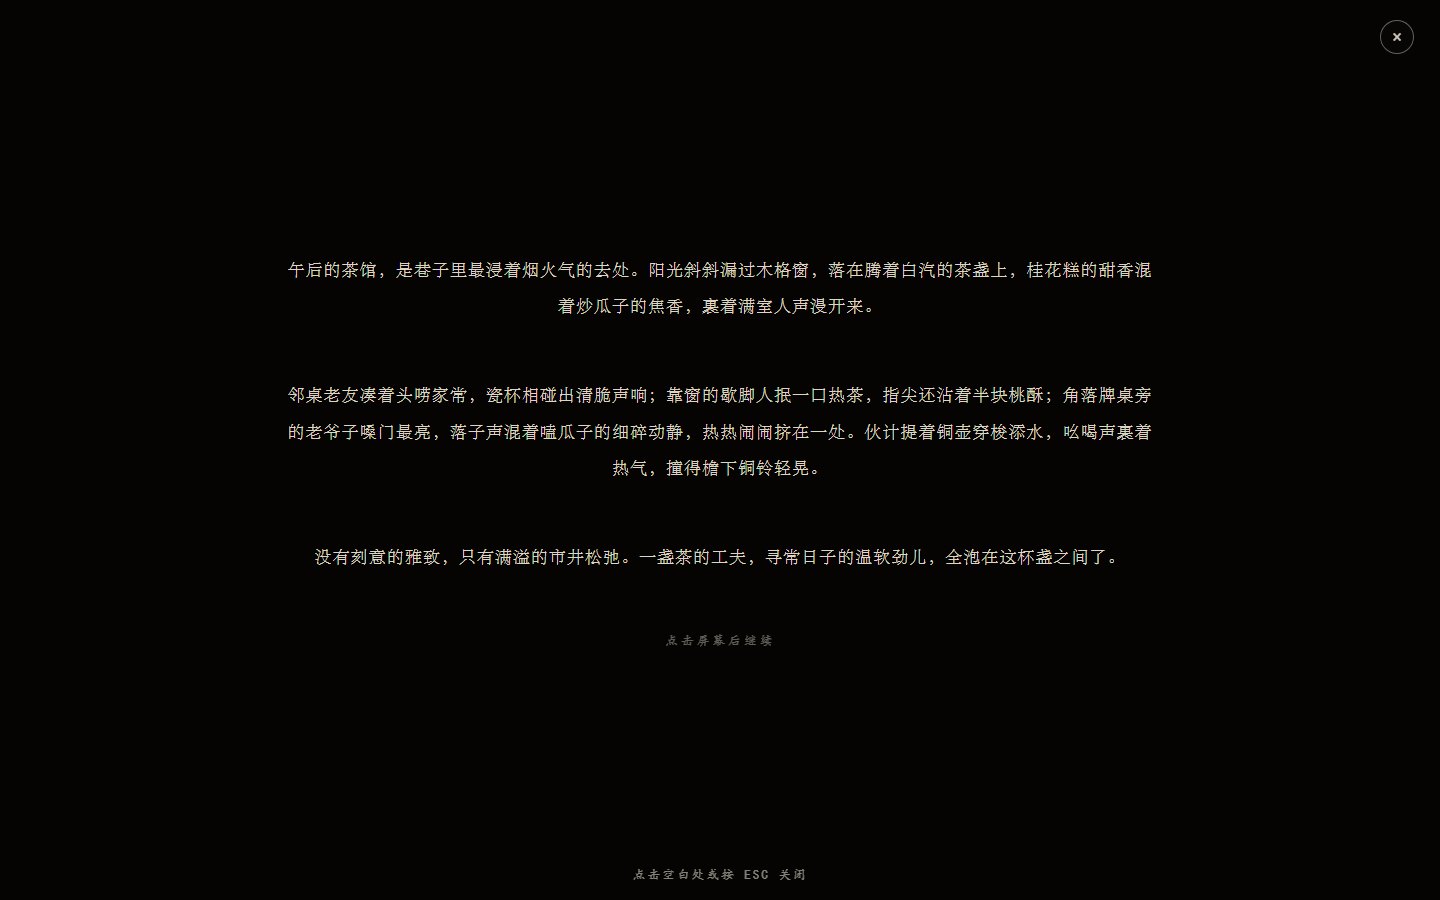 ×
午后的茶馆，是巷子里最浸着烟火气的去处。阳光斜斜漏过木格窗，落在腾着白汽的茶盏上，桂花糕的甜香混
着炒瓜子的焦香，裹着满室人声漫开来。
邻桌老友凑着头唠家常，瓷杯相碰出清脆声响；靠窗的歇脚人抿一口热茶，指尖还沾着半块桃酥；角落牌桌旁
的老爷子嗓门最亮，落子声混着嗑瓜子的细碎动静，热热闹闹挤在一处。伙计提着铜壶穿梭添水，吆喝声裹着
热气，撞得檐下铜铃轻晃。
没有刻意的雅致，只有满溢的市井松弛。一盏茶的工夫，寻常日子的温软劲儿，全泡在这杯盏之间了。
点击屏幕后继续
点击空白处或按 ESC 关闭